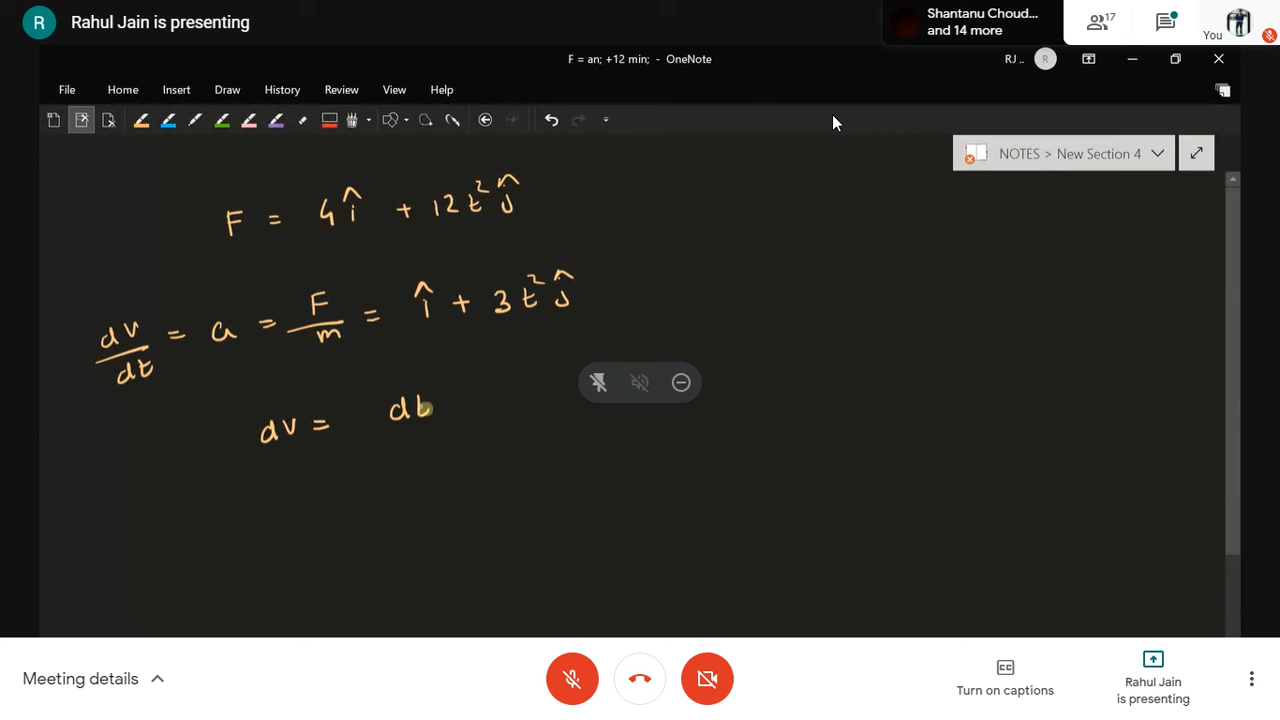 R Rahul Jain is presenting
Shantanu Choud...
and 14 more
17
You
F = an; +12 min; - OneNote
RJ ..
R
File Home Insert Draw History Review View Help
NOTES > New Section 4
F = 4î + 12t² ĵ
dv/dt = a = F/m = î + 3t² ĵ
dv = dt
Meeting details
Turn on captions
Rahul Jain
is presenting